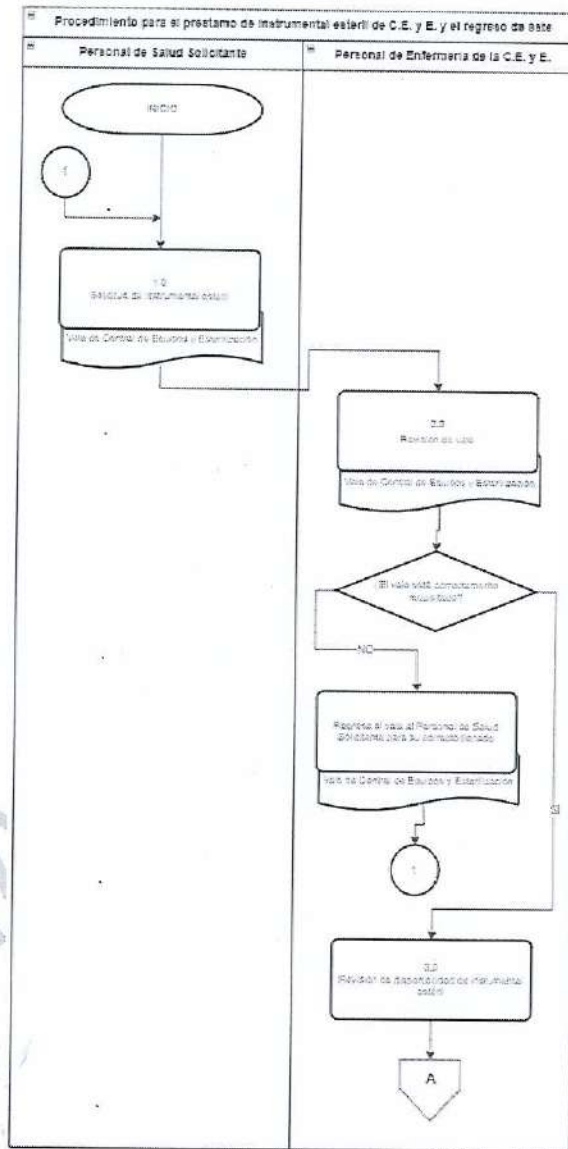 Procedimiento para el prestamo de instrumental estéril de C.E. y E. y el regreso de este
Personal de Salud Solicitante
Personal de Enfermería de la C.E. y E.
INICIO
1
1.0
Solicitud de instrumental estéril
Vale de Central de Equipos y Esterilización
2.0
Revisión de vale
Vale de Central de Equipos y Esterilización
¿El vale está correctamente
requisitado?
NO
SI
Regresa el vale al Personal de Salud
Solicitante para su correcto llenado
Vale de Central de Equipos y Esterilización
1
3.0
Revisión de disponibilidad de instrumental
estéril
A